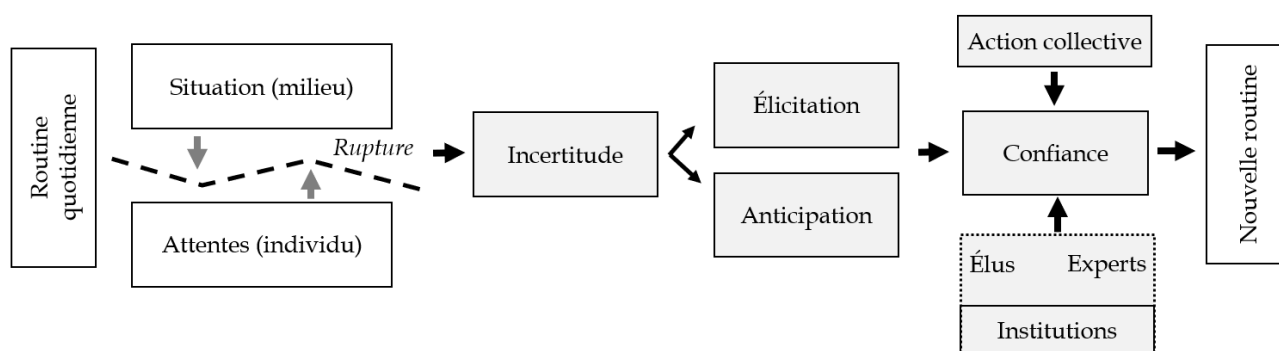 Routine
quotidienne
Situation (milieu)
Rupture
Attentes (individu)
Incertitude
Élicitation
Anticipation
Action collective
Confiance
Élus
Experts
Institutions
Nouvelle routine